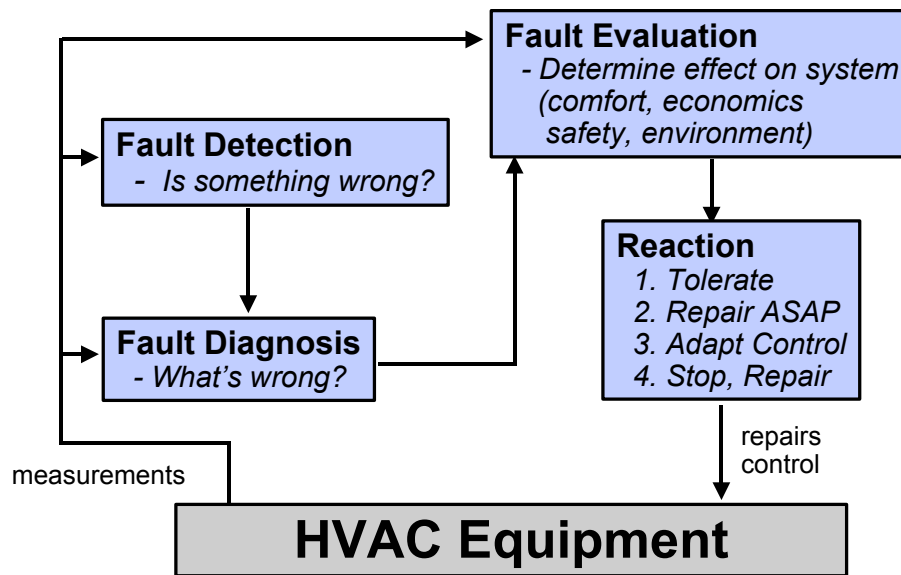 Fault Evaluation
- Determine effect on system
(comfort, economics
safety, environment)
Fault Detection
- Is something wrong?
Reaction
1. Tolerate
2. Repair ASAP
3. Adapt Control
4. Stop, Repair
Fault Diagnosis
- What's wrong?
repairs
control
measurements
HVAC Equipment